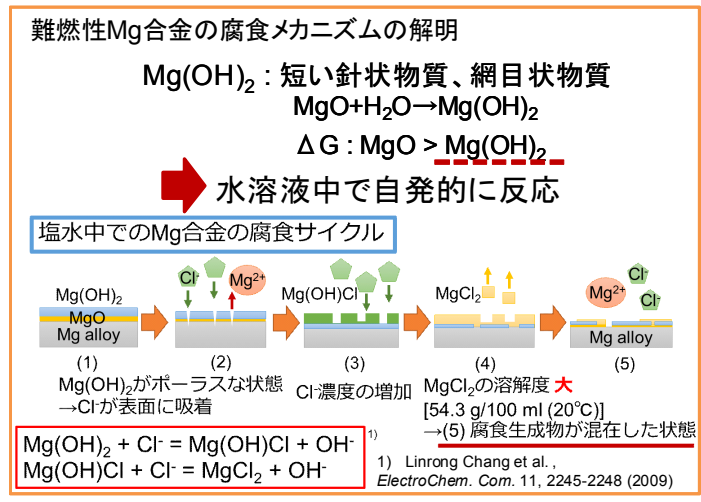 難燃性Mg合金の腐食メカニズムの解明
Mg(OH)₂ : 短い針状物質、網目状物質
MgO+H₂O→Mg(OH)₂
ΔG : MgO > Mg(OH)₂
水溶液中で自発的に反応
塩水中でのMg合金の腐食サイクル
Mg(OH)₂
MgO
Mg alloy
(1)
Cl⁻
Mg²⁺
(2)
Mg(OH)₂がポーラスな状態
→Cl⁻が表面に吸着
Mg(OH)Cl
(3)
Cl⁻濃度の増加
MgCl₂
(4)
MgCl₂の溶解度 大
[54.3 g/100 ml (20℃)]
→(5) 腐食生成物が混在した状態
Mg²⁺
Cl⁻
Cl⁻
Mg alloy
(5)
Mg(OH)₂ + Cl⁻ = Mg(OH)Cl + OH⁻ ¹⁾
Mg(OH)Cl + Cl⁻ = MgCl₂ + OH⁻
1) Linrong Chang et al. ,
ElectroChem. Com. 11, 2245-2248 (2009)